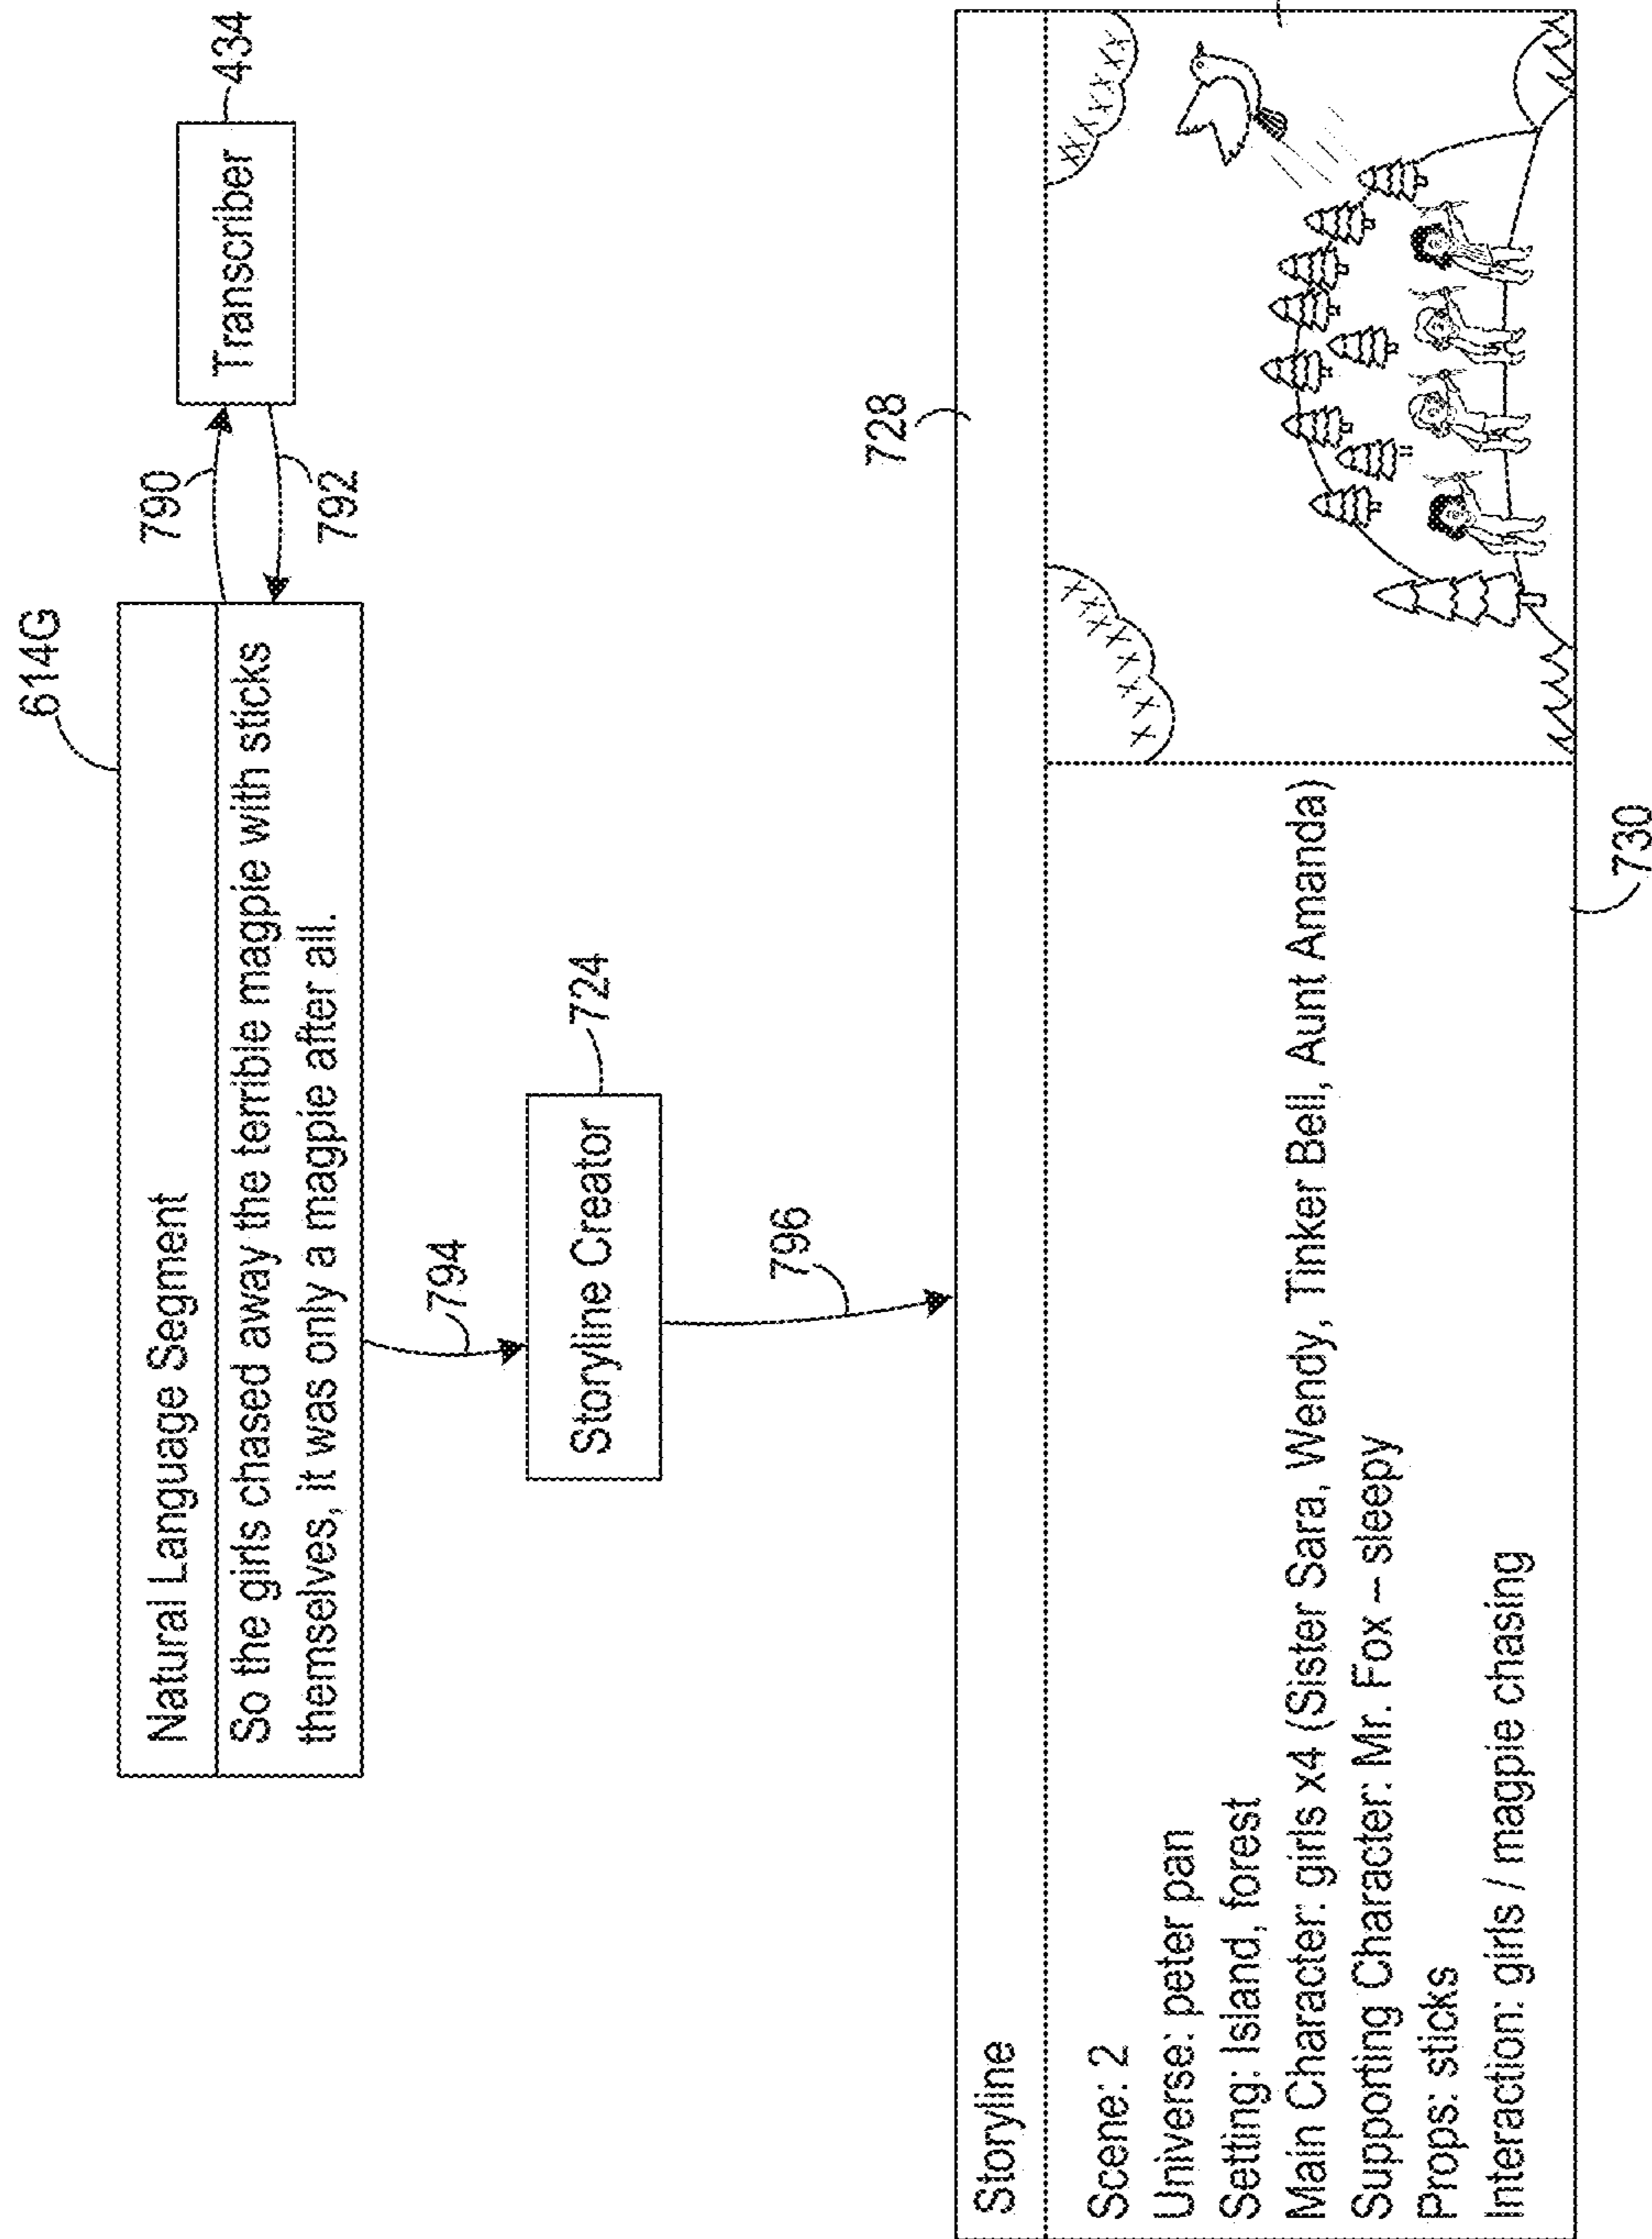 614G
Natural Language Segment
So the girls chased away the terrible magpie with sticks
themselves, it was only a magpie after all.
790
792
Transcriber
434
794
Storyline Creator
724
796
728
Storyline
Scene: 2
Universe: peter pan
Setting: Island, forest
Main Character: girls x4 (Sister Sara, Wendy, Tinker Bell, Aunt Amanda)
Supporting Character: Mr. Fox – sleepy
Props: sticks
Interaction: girls / magpie chasing
730